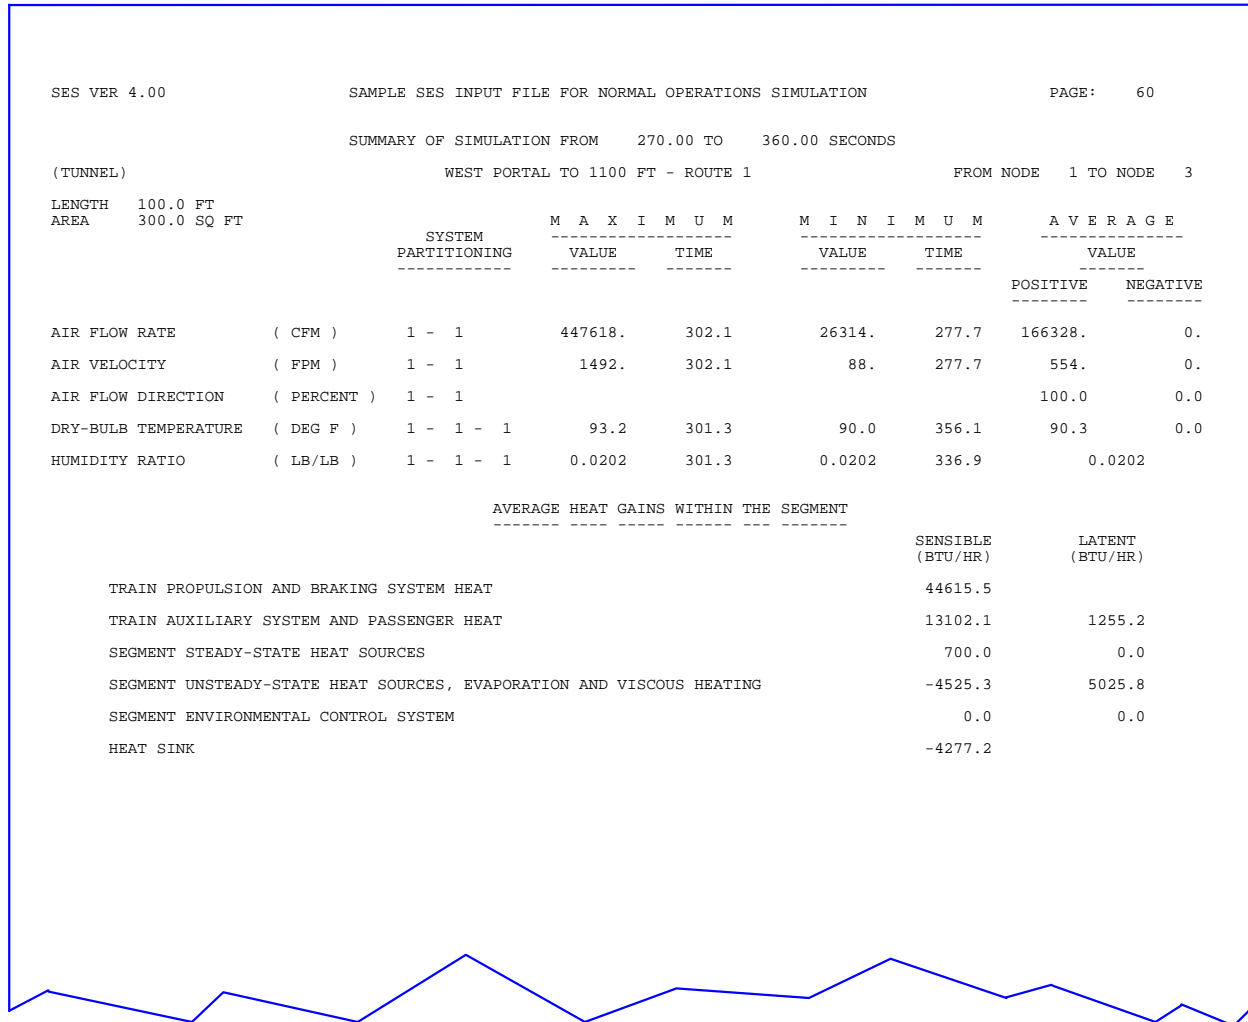 SES VER 4.00 SAMPLE SES INPUT FILE FOR NORMAL OPERATIONS SIMULATION PAGE: 60
SUMMARY OF SIMULATION FROM 270.00 TO 360.00 SECONDS
(TUNNEL) WEST PORTAL TO 1100 FT - ROUTE 1 FROM NODE 1 TO NODE 3
LENGTH 100.0 FT
AREA 300.0 SQ FT M A X I M U M M I N I M U M A V E R A G E
SYSTEM ------------------- ------------------- ---------------
PARTITIONING VALUE TIME VALUE TIME VALUE
------------ --------- ------- --------- ------- -------
POSITIVE NEGATIVE
-------- --------
AIR FLOW RATE ( CFM ) 1 - 1 447618. 302.1 26314. 277.7 166328. 0.
AIR VELOCITY ( FPM ) 1 - 1 1492. 302.1 88. 277.7 554. 0.
AIR FLOW DIRECTION ( PERCENT ) 1 - 1 100.0 0.0
DRY-BULB TEMPERATURE ( DEG F ) 1 - 1 - 1 93.2 301.3 90.0 356.1 90.3 0.0
HUMIDITY RATIO ( LB/LB ) 1 - 1 - 1 0.0202 301.3 0.0202 336.9 0.0202
AVERAGE HEAT GAINS WITHIN THE SEGMENT
------- ---- ----- ------ --- -------
SENSIBLE LATENT
(BTU/HR) (BTU/HR)
TRAIN PROPULSION AND BRAKING SYSTEM HEAT 44615.5
TRAIN AUXILIARY SYSTEM AND PASSENGER HEAT 13102.1 1255.2
SEGMENT STEADY-STATE HEAT SOURCES 700.0 0.0
SEGMENT UNSTEADY-STATE HEAT SOURCES, EVAPORATION AND VISCOUS HEATING -4525.3 5025.8
SEGMENT ENVIRONMENTAL CONTROL SYSTEM 0.0 0.0
HEAT SINK -4277.2